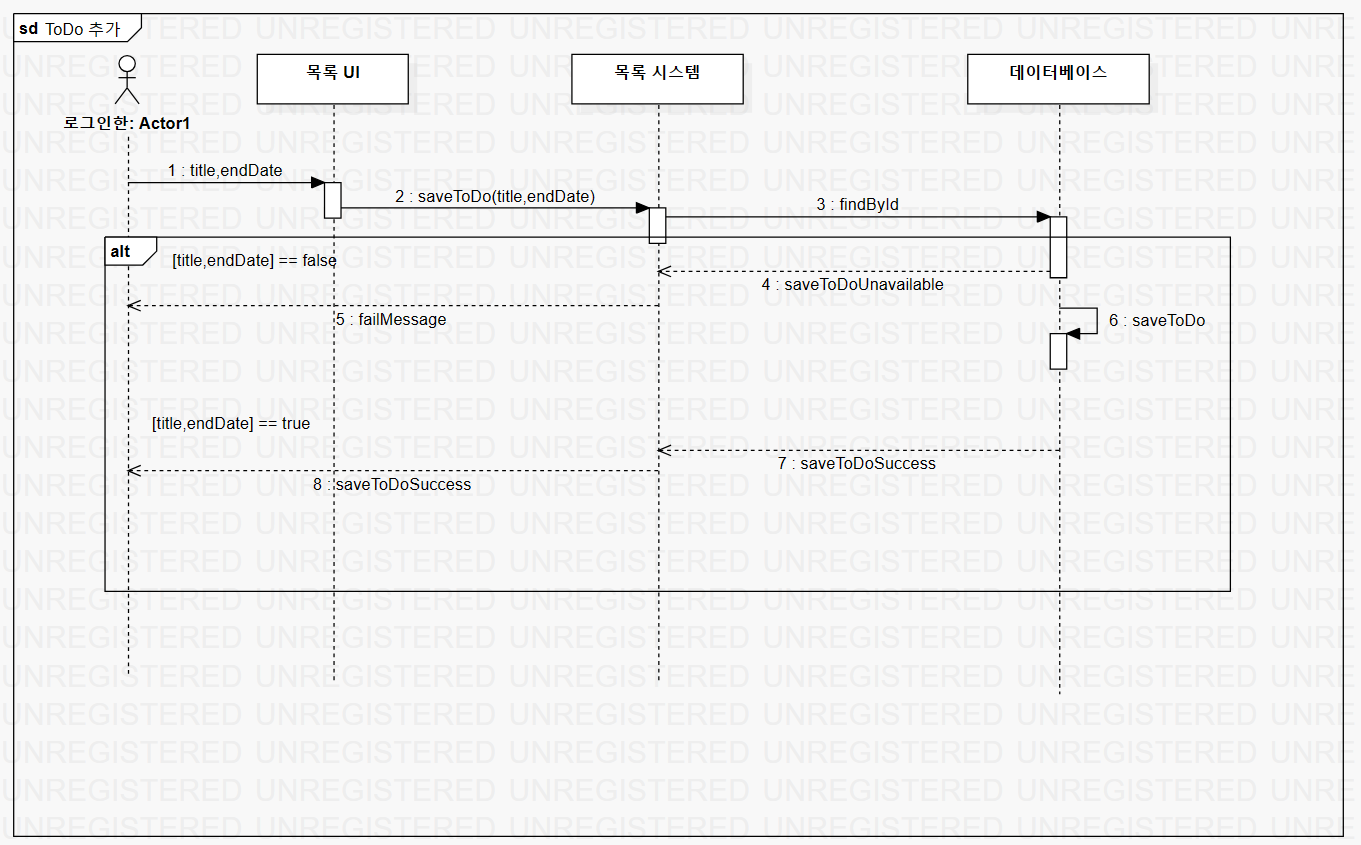 sd ToDo 추가
목록 UI
목록 시스템
데이터베이스
로그인한: Actor1
1 : title,endDate
2 : saveToDo(title,endDate)
3 : findById
alt
[title,endDate] == false
4 : saveToDoUnavailable
5 : failMessage
6 : saveToDo
[title,endDate] == true
7 : saveToDoSuccess
8 : saveToDoSuccess
UNREGISTERED